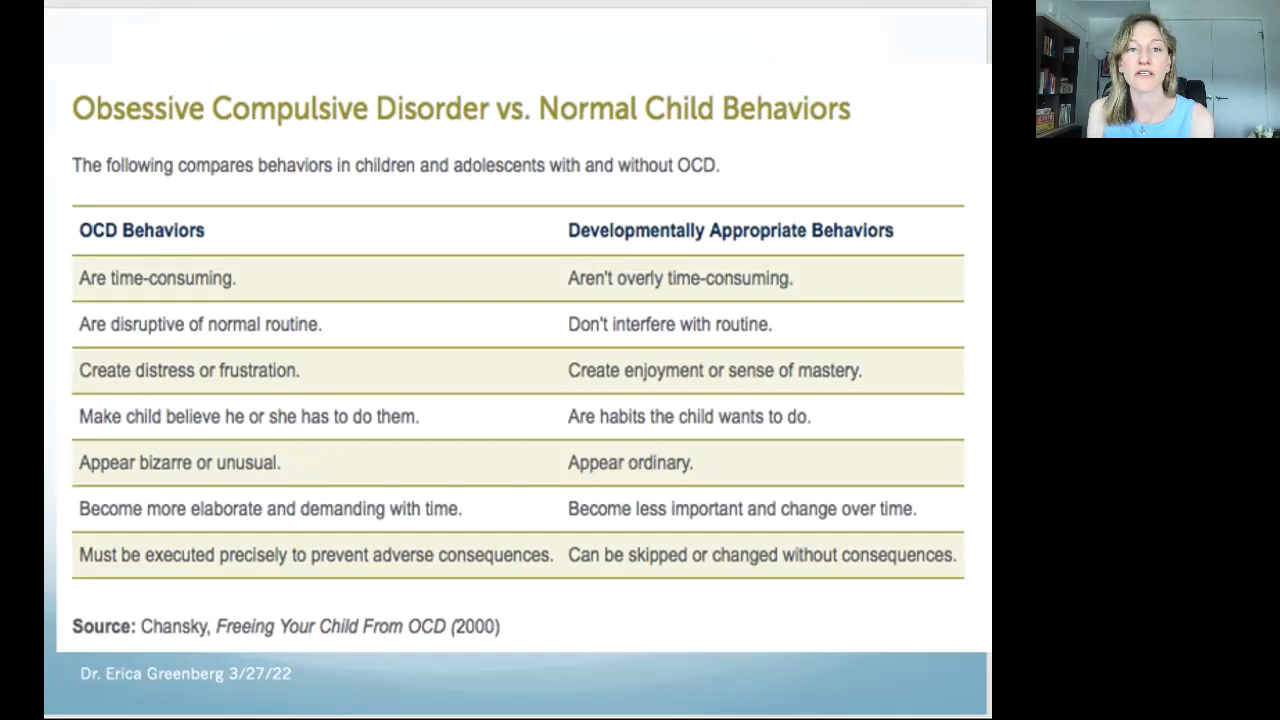 Obsessive Compulsive Disorder vs. Normal Child Behaviors
The following compares behaviors in children and adolescents with and without OCD.
OCD Behaviors Developmentally Appropriate Behaviors
Are time-consuming. Aren't overly time-consuming.
Are disruptive of normal routine. Don't interfere with routine.
Create distress or frustration. Create enjoyment or sense of mastery.
Make child believe he or she has to do them. Are habits the child wants to do.
Appear bizarre or unusual. Appear ordinary.
Become more elaborate and demanding with time. Become less important and change over time.
Must be executed precisely to prevent adverse consequences. Can be skipped or changed without consequences.
Source: Chansky, Freeing Your Child From OCD (2000)
Dr. Erica Greenberg 3/27/22